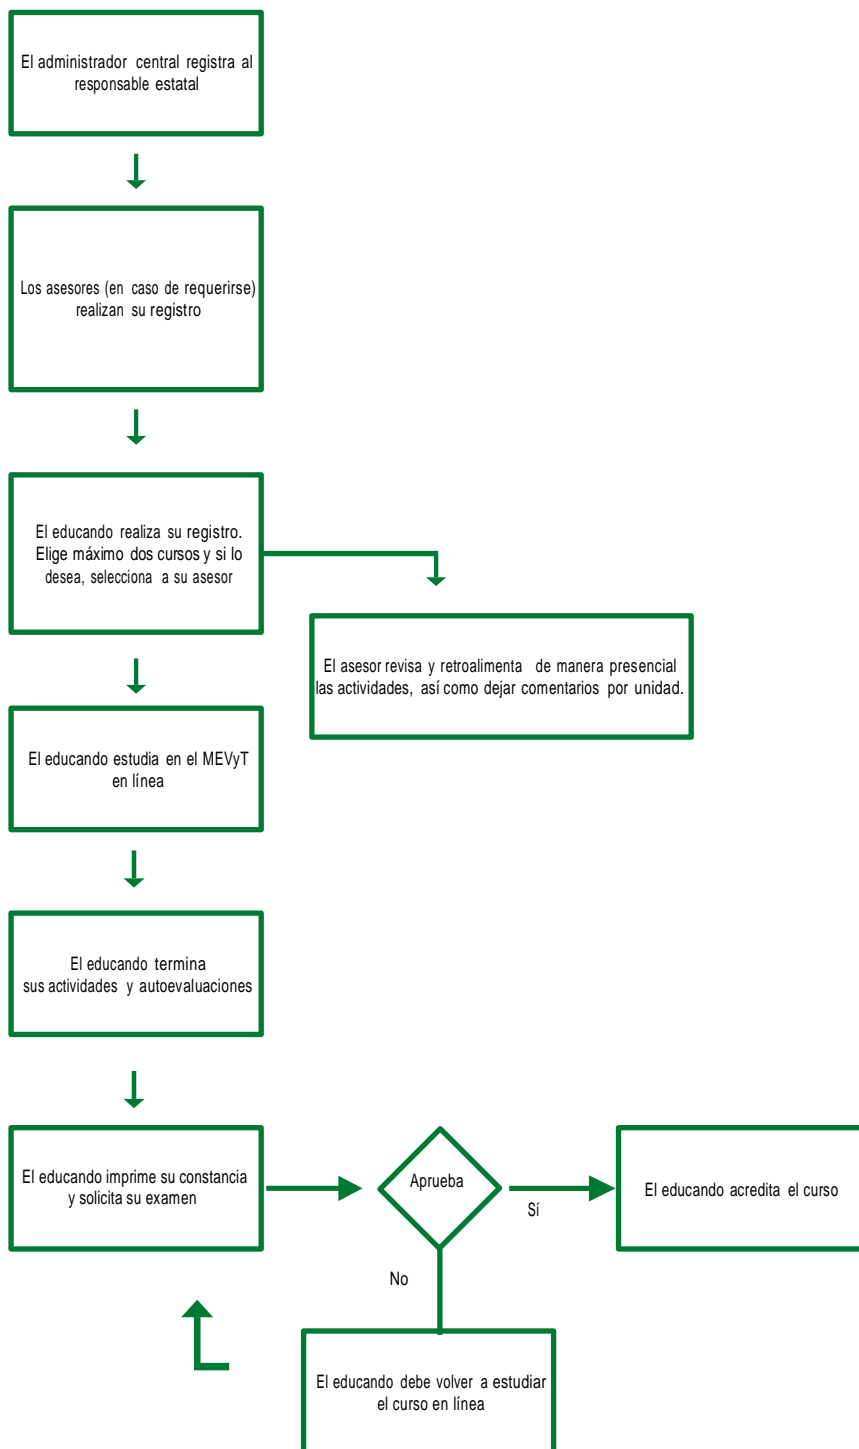 El administrador central registra al
responsable estatal
Los asesores (en caso de requerirse)
realizan su registro
El educando realiza su registro.
Elige máximo dos cursos y si lo
desea, selecciona a su asesor
El asesor revisa y retroalimenta de manera presencial
las actividades, así como dejar comentarios por unidad.
El educando estudia en el MEVyT
en línea
El educando termina
sus actividades y autoevaluaciones
El educando imprime su constancia
y solicita su examen
Aprueba
Sí
El educando acredita el curso
No
El educando debe volver a estudiar
el curso en línea